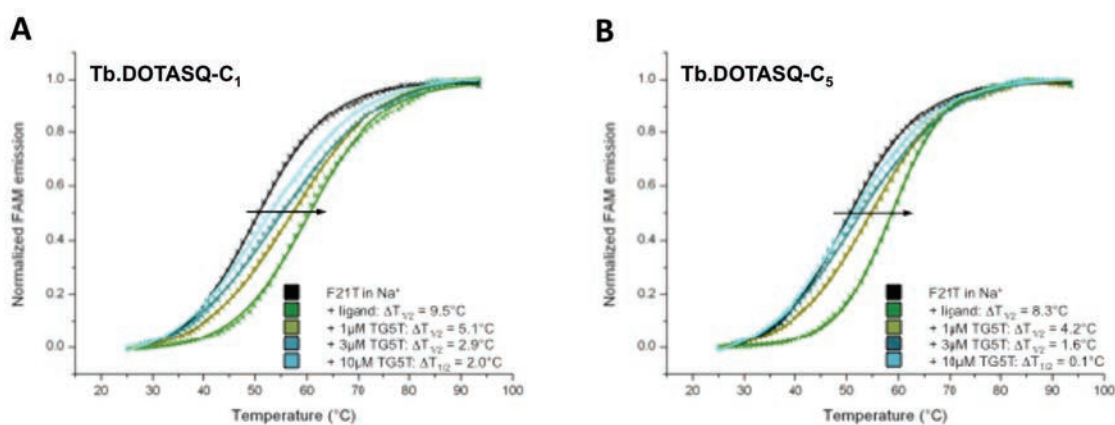 A
Tb.DOTASQ-C₁
Normalized FAM emission
1.0
0.8
0.6
0.4
0.2
0.0
F21T in Na⁺
+ ligand: ΔT₁/₂ = 9.5°C
+ 1μM TG5T: ΔT₁/₂ = 5.1°C
+ 3μM TG5T: ΔT₁/₂ = 2.9°C
+ 10μM TG5T: ΔT₁/₂ = 2.0°C
20 30 40 50 60 70 80 90 100
Temperature (°C)
B
Tb.DOTASQ-C₅
Normalized FAM emission
1.0
0.8
0.6
0.4
0.2
0.0
F21T in Na⁺
+ ligand: ΔT₁/₂ = 8.3°C
+ 1μM TG5T: ΔT₁/₂ = 4.2°C
+ 3μM TG5T: ΔT₁/₂ = 1.6°C
+ 10μM TG5T: ΔT₁/₂ = 0.1°C
20 30 40 50 60 70 80 90 100
Temperature (°C)